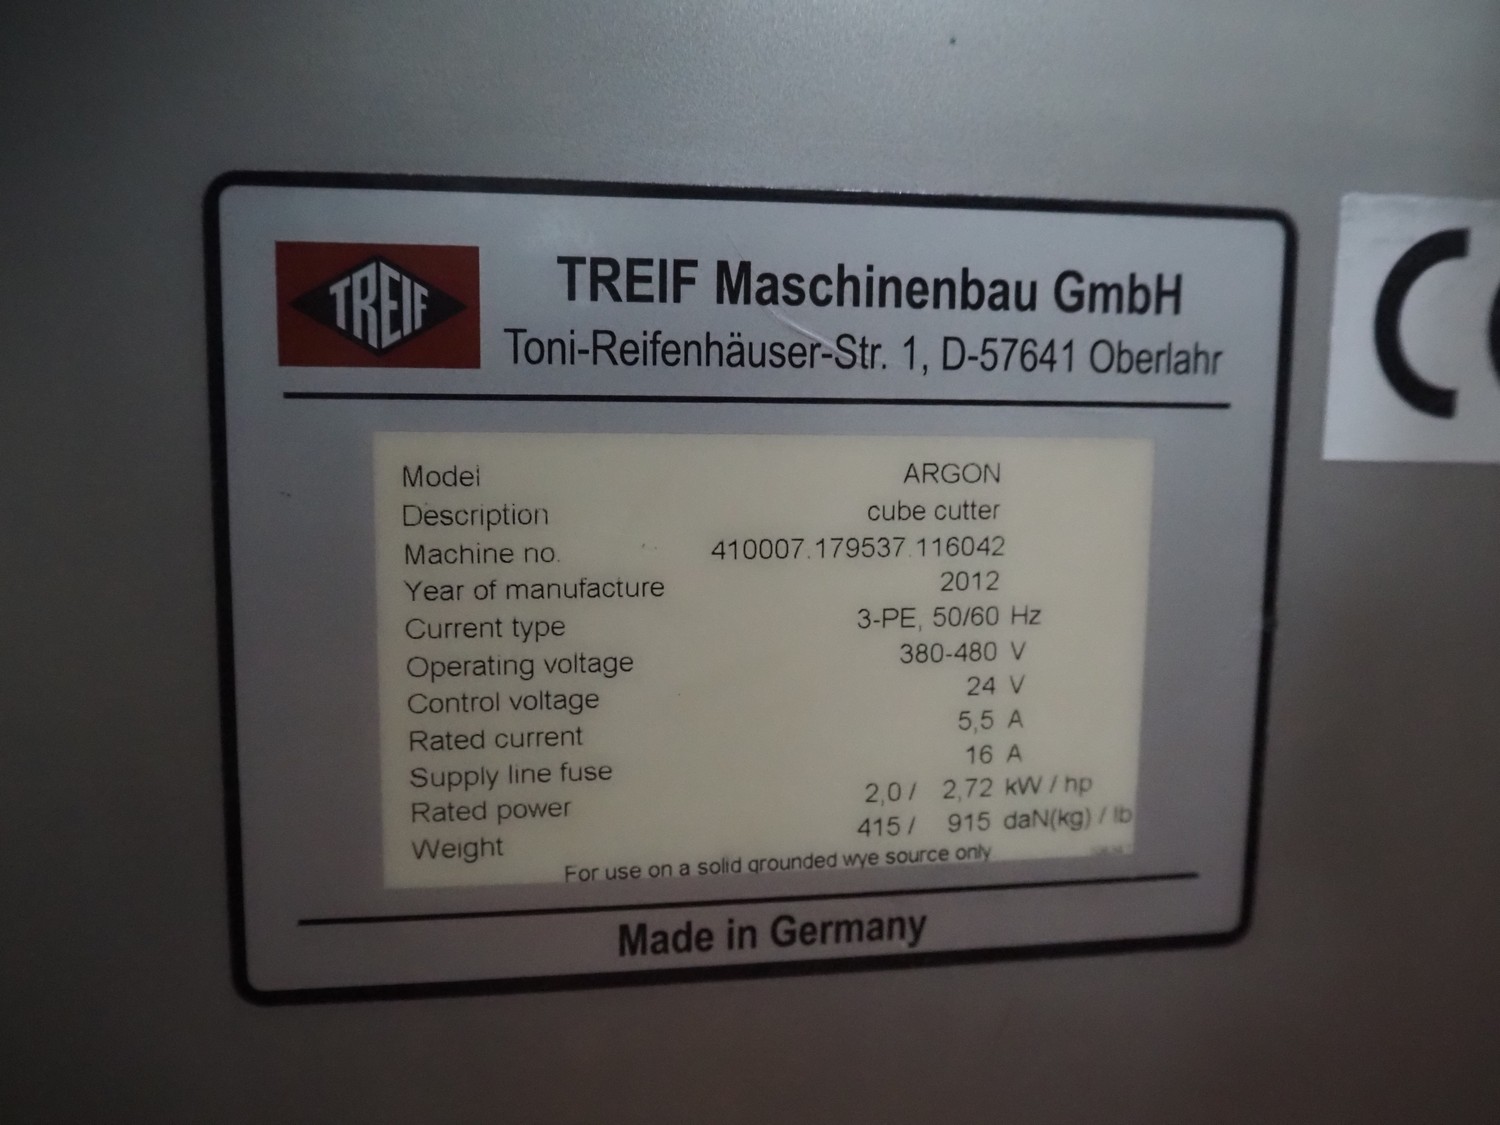 TREIF
TREIF Maschinenbau GmbH
Toni-Reifenhäuser-Str. 1, D-57641 Oberlahr
Model ARGON
Description cube cutter
Machine no. 410007.179537.116042
Year of manufacture 2012
Current type 3-PE, 50/60 Hz
Operating voltage 380-480 V
Control voltage 24 V
Rated current 5,5 A
Supply line fuse 16 A
Rated power 2,0 / 2,72 kW / hp
Weight 415 / 915 daN(kg) / lb
For use on a solid grounded wye source only
Made in Germany
C